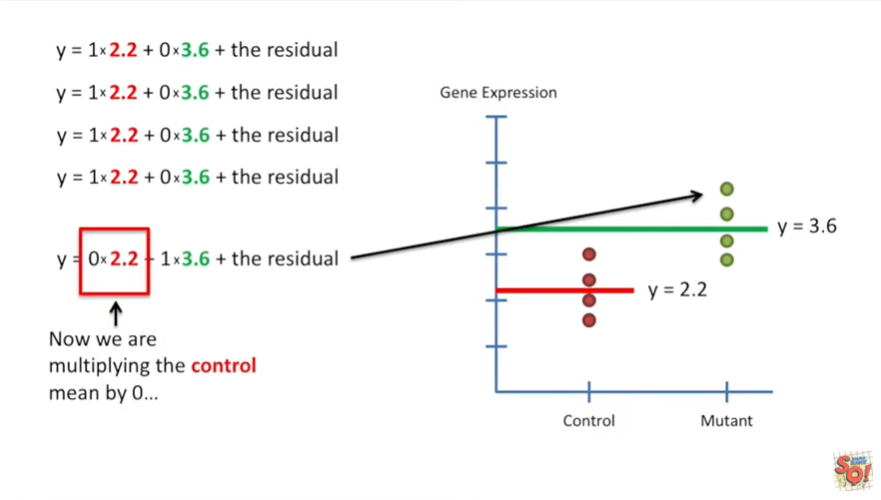 y = 1×2.2 + 0×3.6 + the residual
y = 1×2.2 + 0×3.6 + the residual
y = 1×2.2 + 0×3.6 + the residual
y = 1×2.2 + 0×3.6 + the residual
y = 0×2.2 + 1×3.6 + the residual
Now we are
multiplying the control
mean by 0...
Gene Expression
y = 3.6
y = 2.2
Control
Mutant
SQ!